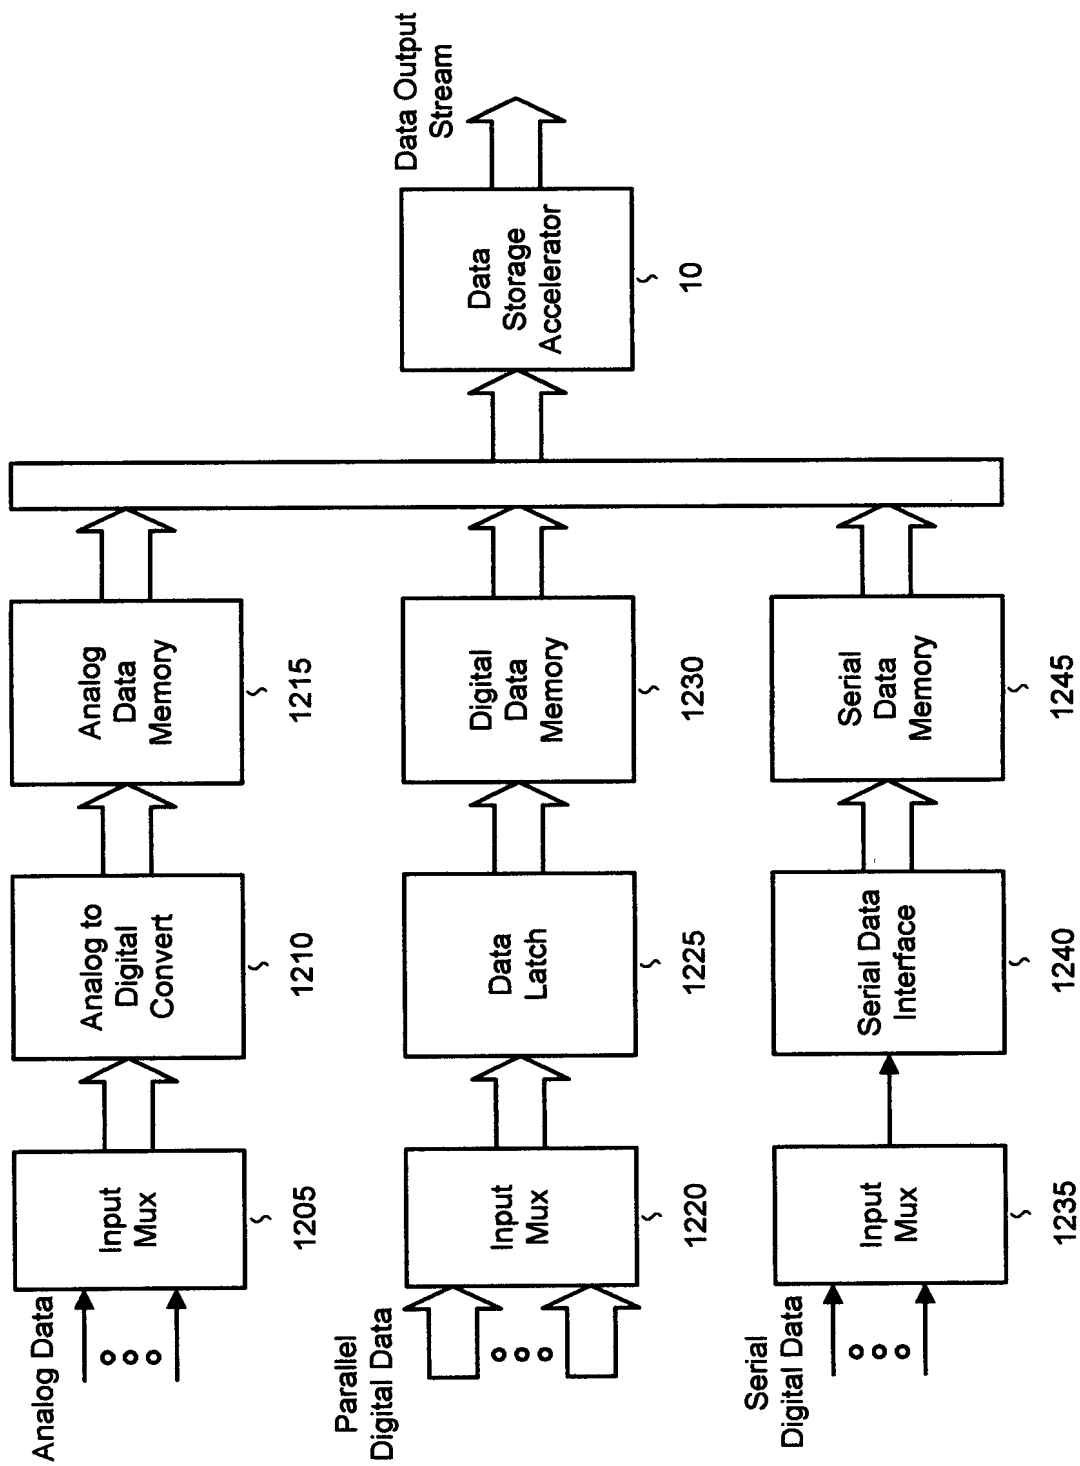 Analog Data
Input
Mux
1205
Analog to
Digital
Convert
1210
Analog
Data
Memory
1215
Parallel
Digital Data
Input
Mux
1220
Data
Latch
1225
Digital
Data
Memory
1230
Serial
Digital Data
Input
Mux
1235
Serial Data
Interface
1240
Serial
Data
Memory
1245
Data
Storage
Accelerator
10
Data Output
Stream